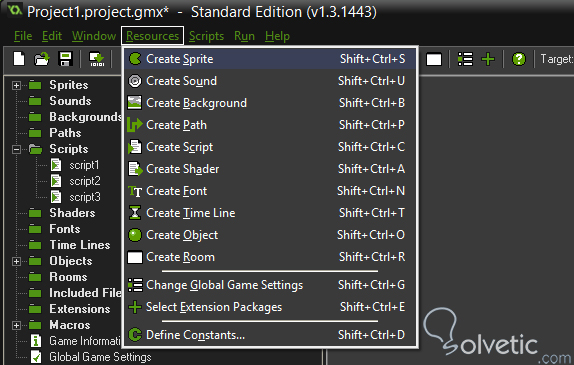 Project1.project.gmx* - Standard Edition (v1.3.1443)
File Edit Window Resources Scripts Run Help
Target:
Sprites
Sounds
Backgrounds
Paths
Scripts
script1
script2
script3
Shaders
Fonts
Time Lines
Objects
Rooms
Included File
Extensions
Macros
Game Informati
Global Game Settings
Create Sprite Shift+Ctrl+S
Create Sound Shift+Ctrl+U
Create Background Shift+Ctrl+B
Create Path Shift+Ctrl+P
Create Script Shift+Ctrl+C
Create Shader Shift+Ctrl+A
Create Font Shift+Ctrl+N
Create Time Line Shift+Ctrl+T
Create Object Shift+Ctrl+O
Create Room Shift+Ctrl+R
Change Global Game Settings Shift+Ctrl+G
Select Extension Packages Shift+Ctrl+E
Define Constants... Shift+Ctrl+D
Solvetic
.com